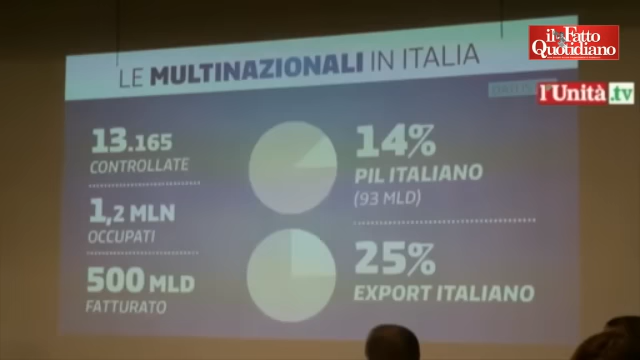 il Fatto
Quotidiano
l'Unità.tv
LE MULTINAZIONALI IN ITALIA
13.165
CONTROLLATE
1,2 MLN
OCCUPATI
500 MLD
FATTURATO
14%
PIL ITALIANO
(93 MLD)
25%
EXPORT ITALIANO